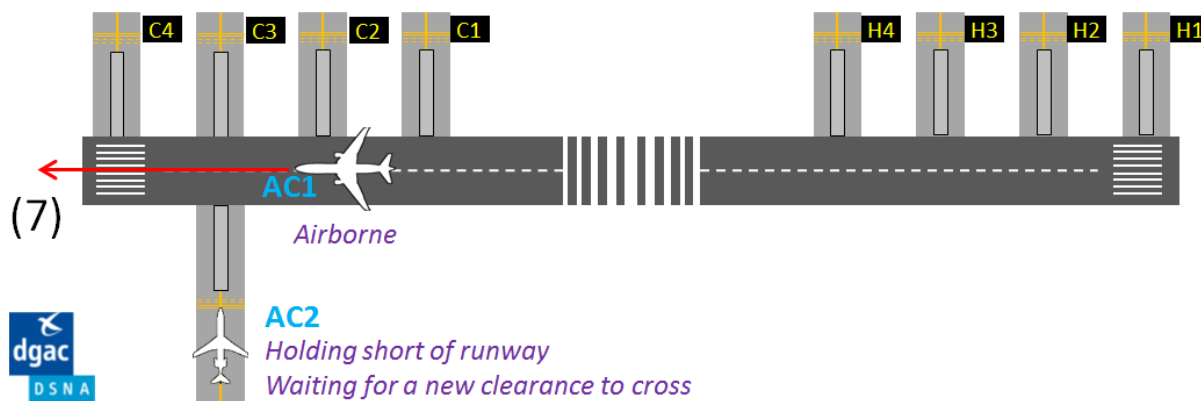 C4 C3 C2 C1 H4 H3 H2 H1
AC1
(7)
Airborne
AC2
Holding short of runway
Waiting for a new clearance to cross
dgac
DSNA